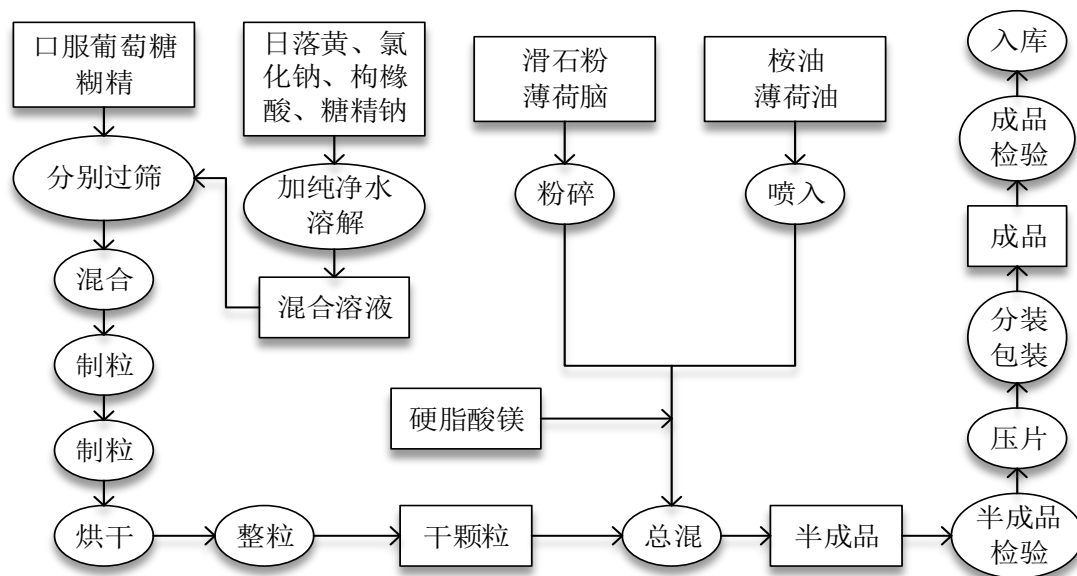 口服葡萄糖
糊精
日落黄、氯
化钠、枸橼
酸、糖精钠
滑石粉
薄荷脑
桉油
薄荷油
入库
分别过筛
加纯净水
溶解
粉碎
喷入
成品
检验
混合
混合溶液
成品
制粒
分装
包装
硬脂酸镁
制粒
压片
烘干
整粒
干颗粒
总混
半成品
半成品
检验